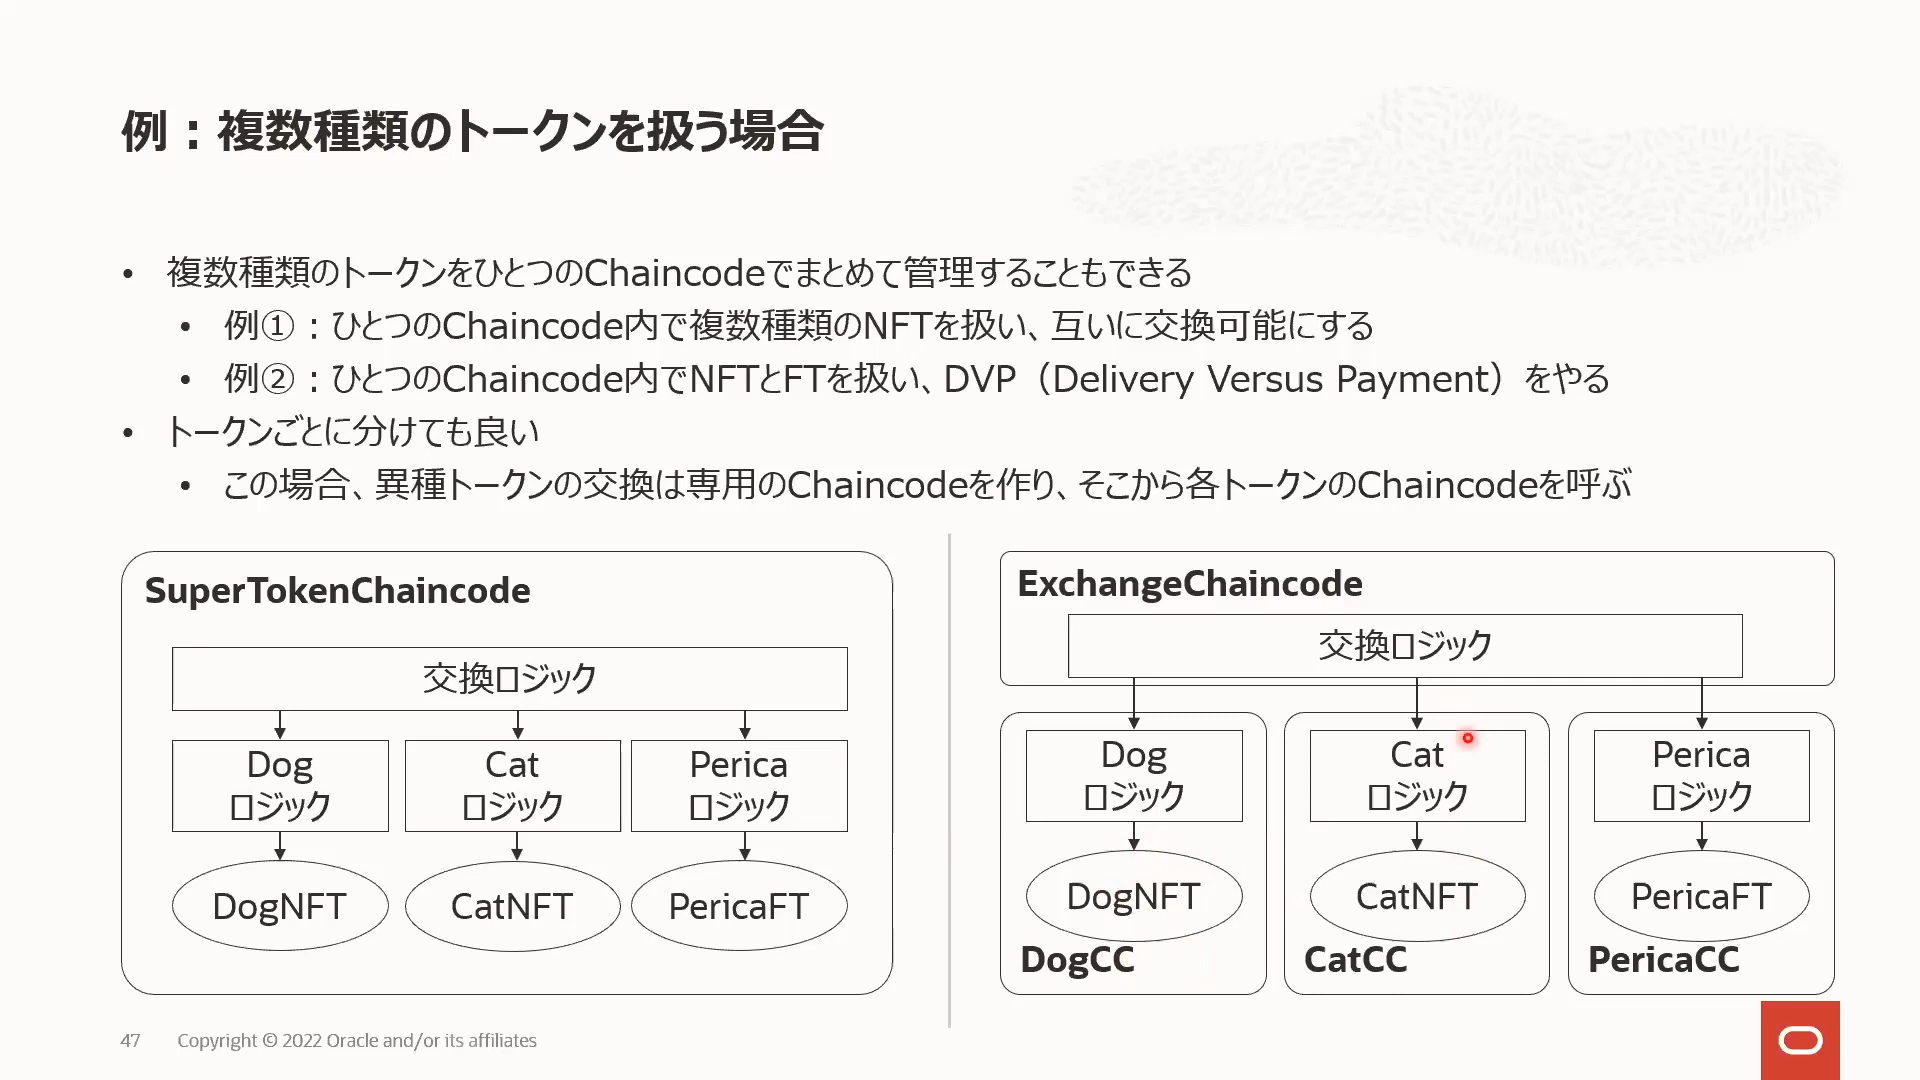 例：複数種類のトークンを扱う場合
• 複数種類のトークンをひとつのChaincodeでまとめて管理することもできる
• 例①：ひとつのChaincode内で複数種類のNFTを扱い、互いに交換可能にする
• 例②：ひとつのChaincode内でNFTとFTを扱い、DVP（Delivery Versus Payment）をやる
• トークンごとに分けても良い
• この場合、異種トークンの交換は専用のChaincodeを作り、そこから各トークンのChaincodeを呼ぶ
SuperTokenChaincode
交換ロジック
Dog
ロジック
Cat
ロジック
Perica
ロジック
DogNFT
CatNFT
PericaFT
ExchangeChaincode
交換ロジック
Dog
ロジック
DogNFT
DogCC
Cat
ロジック
CatNFT
CatCC
Perica
ロジック
PericaFT
PericaCC
47 Copyright © 2022 Oracle and/or its affiliates